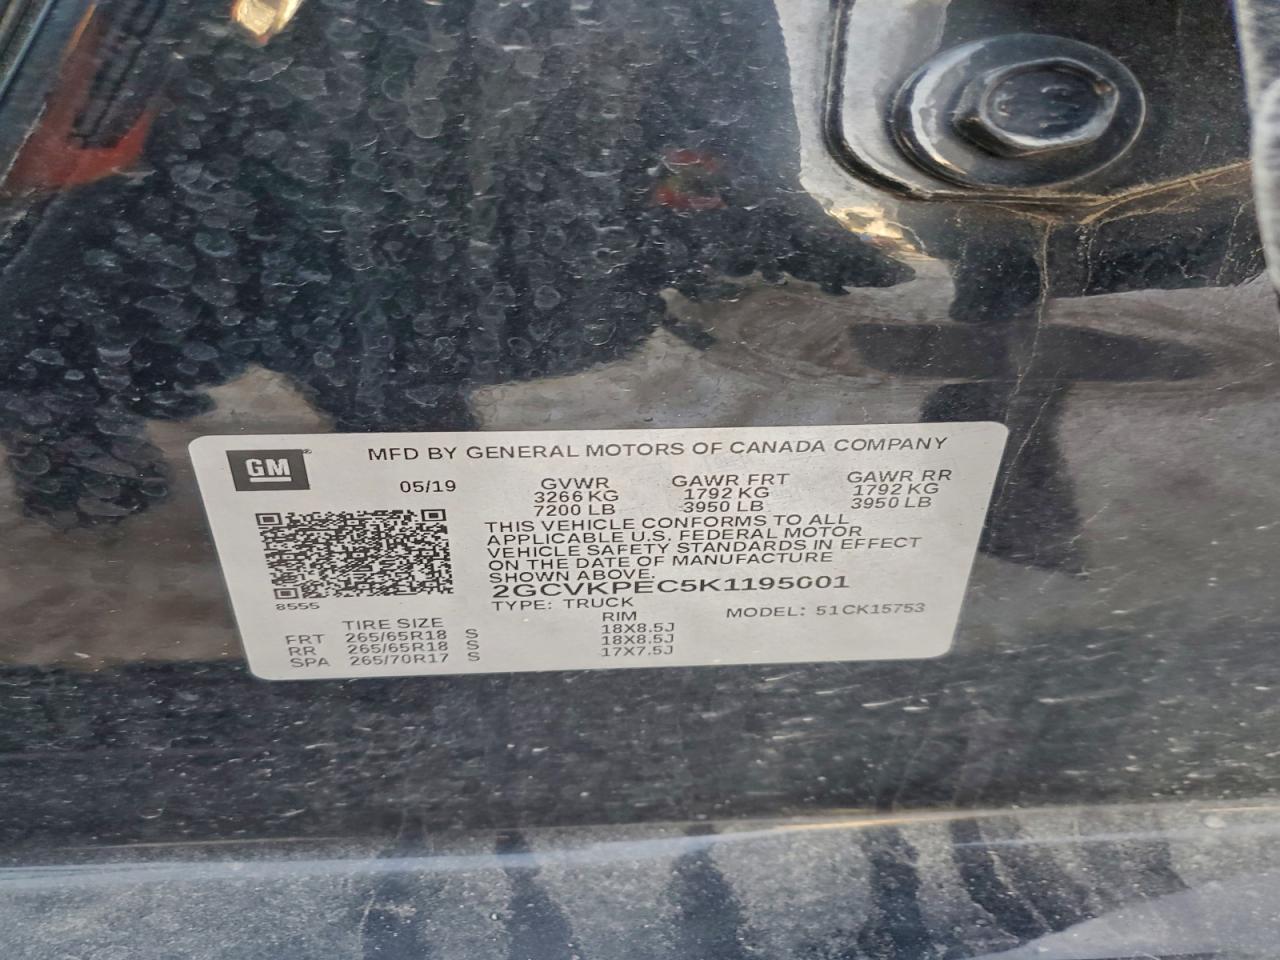 GM
MFD BY GENERAL MOTORS OF CANADA COMPANY
05/19
GVWR GAWR FRT GAWR RR
3266 KG 1792 KG 1792 KG
7200 LB 3950 LB 3950 LB
THIS VEHICLE CONFORMS TO ALL
APPLICABLE U.S. FEDERAL MOTOR
VEHICLE SAFETY STANDARDS IN EFFECT
ON THE DATE OF MANUFACTURE
SHOWN ABOVE.
2GCVKPEC5K1195001
8555
TYPE: TRUCK MODEL: 51CK15753
TIRE SIZE RIM
FRT 265/65R18 S 18X8.5J
RR 265/65R18 S 18X8.5J
SPA 265/70R17 S 17X7.5J